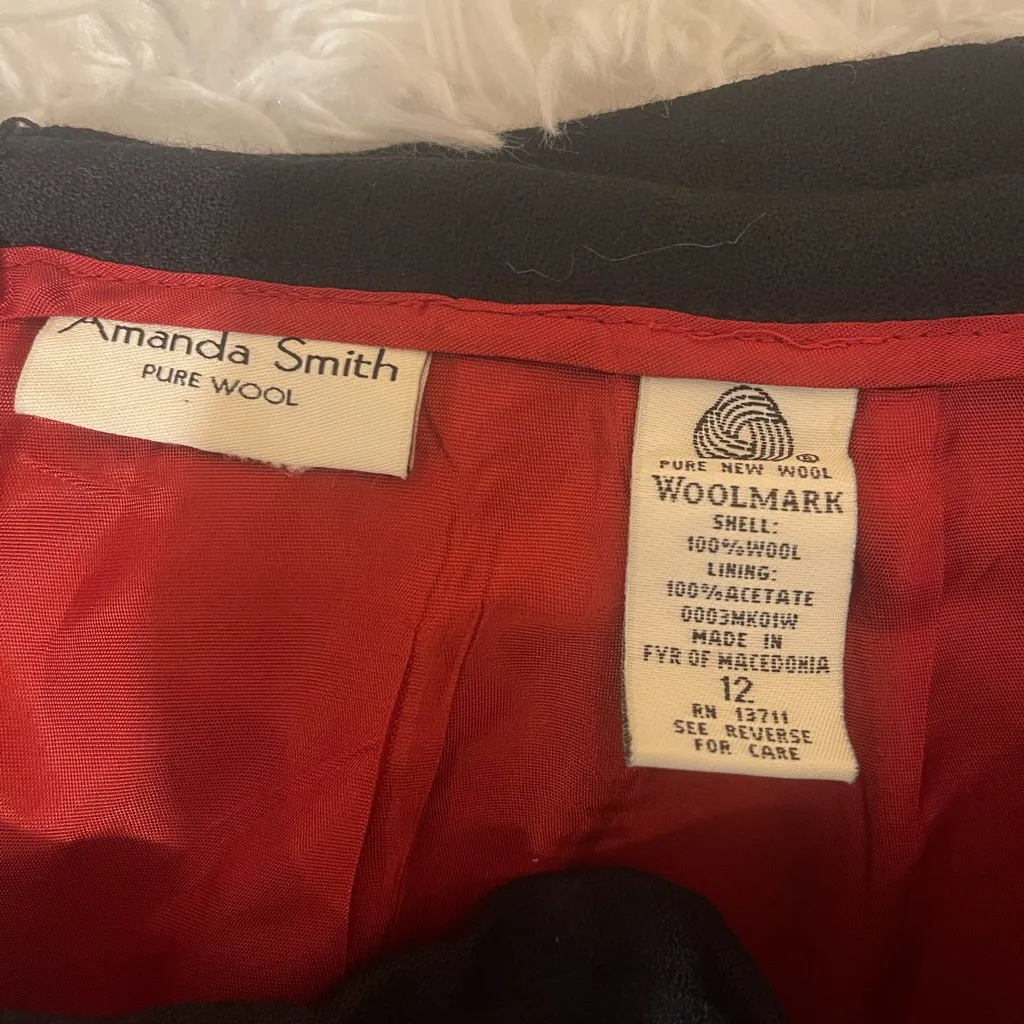 Amanda Smith
PURE WOOL
®
PURE NEW WOOL
WOOLMARK
SHELL:
100%WOOL
LINING:
100%ACETATE
0003MK01W
MADE IN
FYR OF MACEDONIA
12
RN 13711
SEE REVERSE
FOR CARE